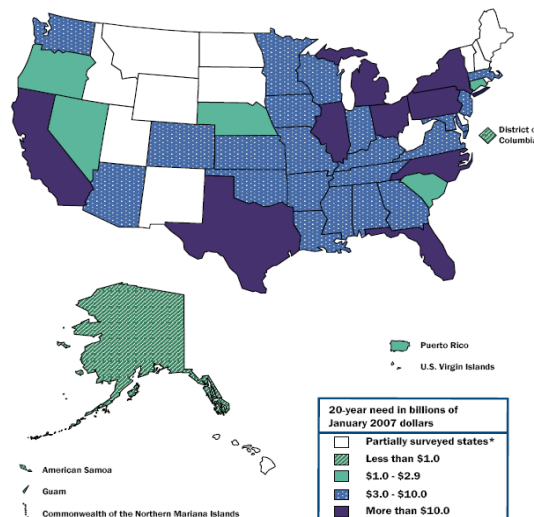 District o
Columbia
Puerto Rico
U.S. Virgin Islands
20-year need in billions of
January 2007 dollars
Partially surveyed states*
Less than $1.0
$1.0 - $2.9
$3.0 - $10.0
More than $10.0
American Samoa
Guam
Commonwealth of the Northern Mariana Islands